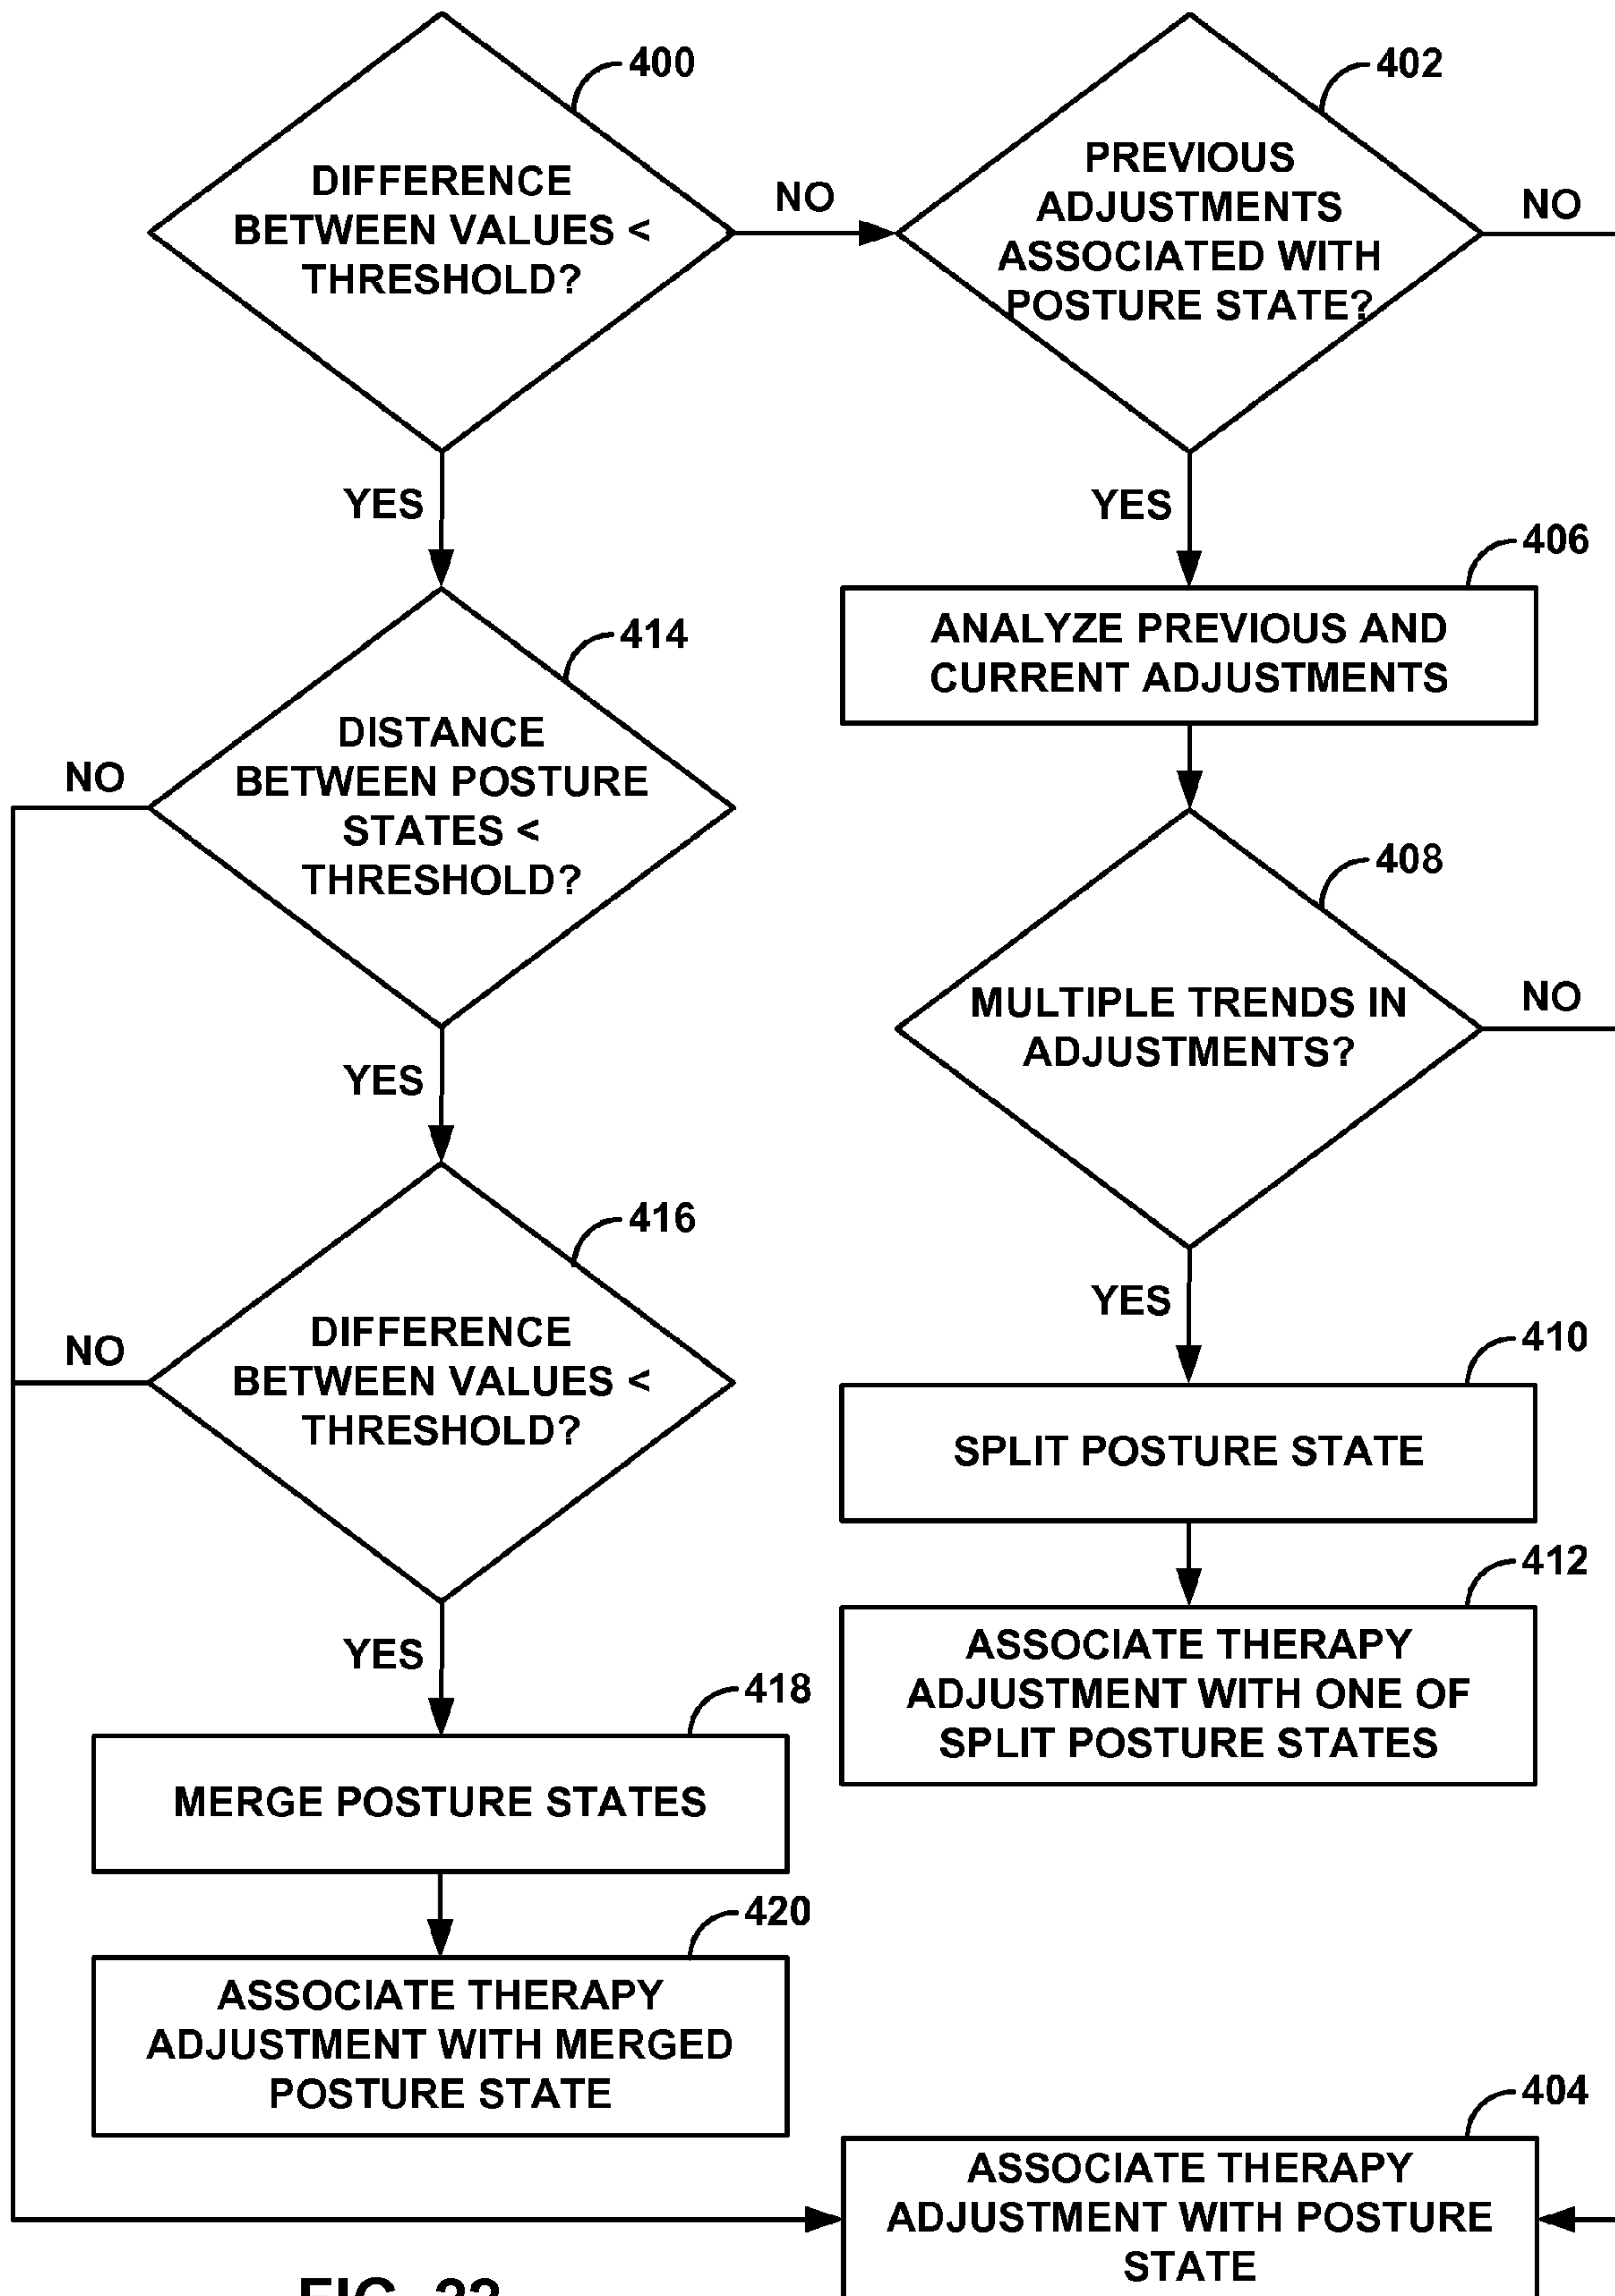 400
DIFFERENCE
BETWEEN VALUES <
THRESHOLD?
NO
YES
402
PREVIOUS
ADJUSTMENTS
ASSOCIATED WITH
POSTURE STATE?
NO
YES
406
ANALYZE PREVIOUS AND
CURRENT ADJUSTMENTS
414
DISTANCE
BETWEEN POSTURE
STATES <
THRESHOLD?
NO
YES
408
MULTIPLE TRENDS IN
ADJUSTMENTS?
NO
YES
416
DIFFERENCE
BETWEEN VALUES <
THRESHOLD?
NO
YES
410
SPLIT POSTURE STATE
412
ASSOCIATE THERAPY
ADJUSTMENT WITH ONE OF
SPLIT POSTURE STATES
418
MERGE POSTURE STATES
420
ASSOCIATE THERAPY
ADJUSTMENT WITH MERGED
POSTURE STATE
404
ASSOCIATE THERAPY
ADJUSTMENT WITH POSTURE
STATE